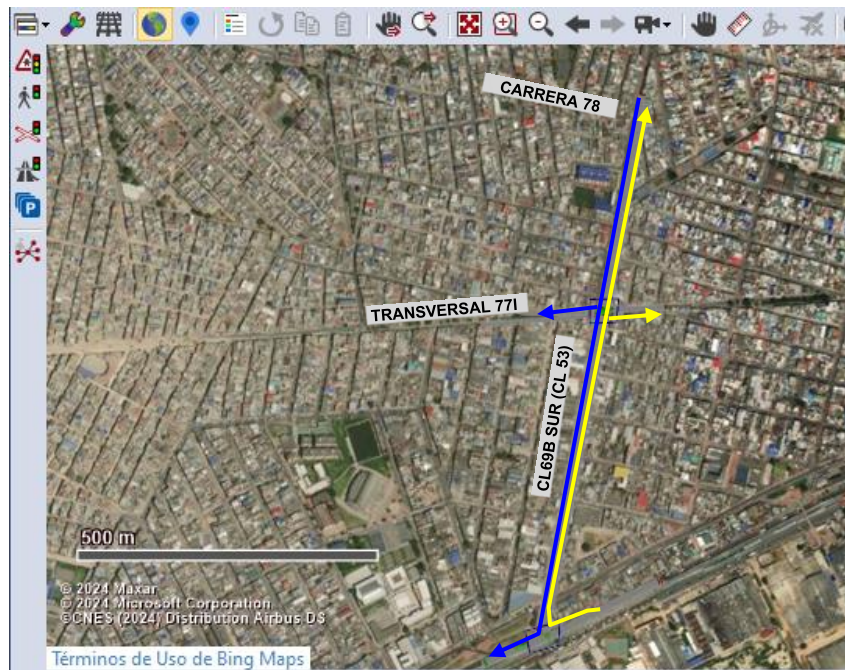 CARRERA 78
TRANSVERSAL 77I
CL69B SUR (CL 53)
500 m
© 2024 Maxar
© 2024 Microsoft Corporation
©CNES (2024) Distribution Airbus DS
Términos de Uso de Bing Maps